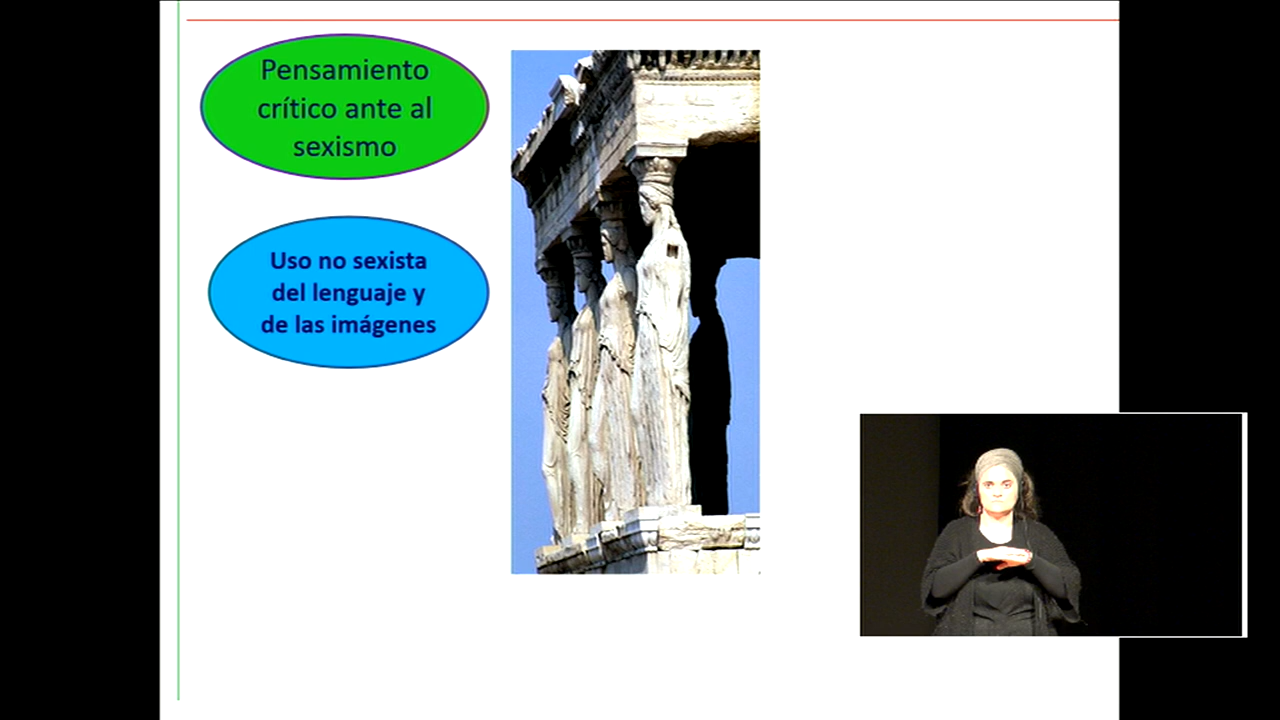 Pensamiento
crítico ante al
sexismo
Uso no sexista
del lenguaje y
de las imágenes